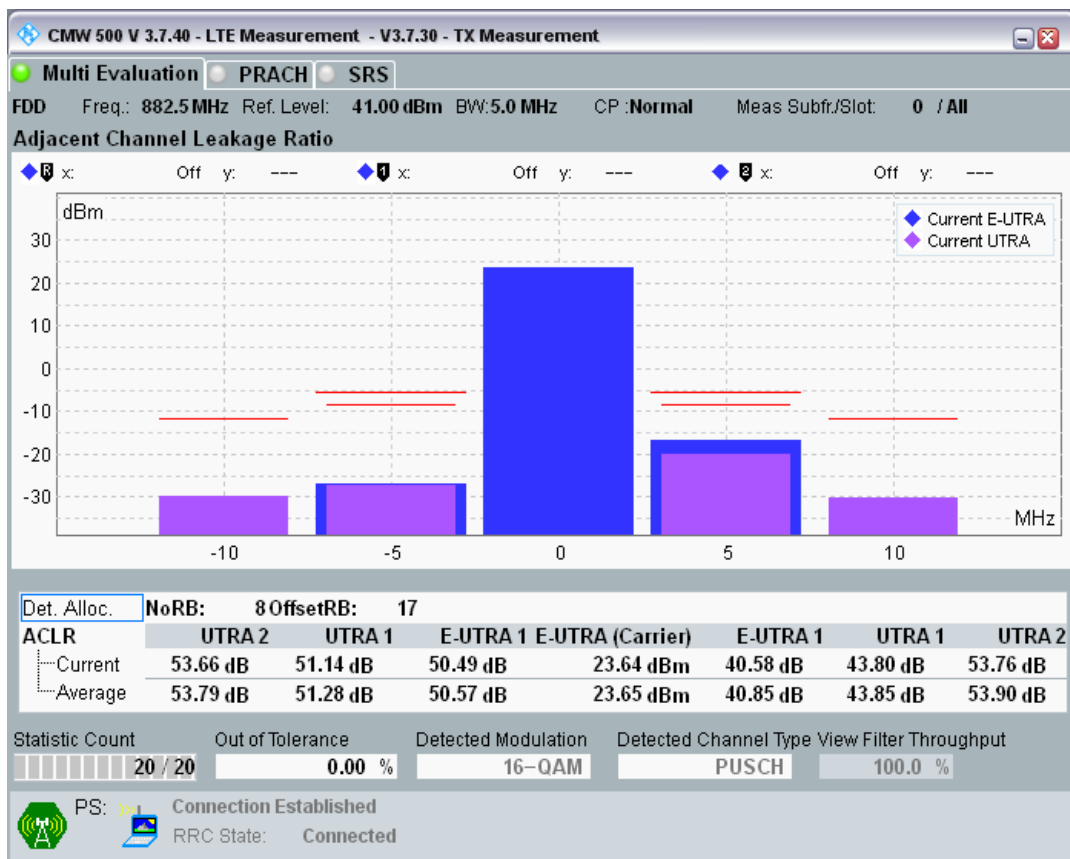 CMW 500 V 3.7.40 - LTE Measurement - V3.7.30 - TX Measurement
Multi Evaluation PRACH SRS
FDD Freq.: 882.5 MHz Ref. Level: 41.00 dBm BW:5.0 MHz CP :Normal Meas Subfr./Slot: 0 / All
Adjacent Channel Leakage Ratio
R x: Off y: --- 1 x: Off y: --- 2 x: Off y: ---
dBm
Current E-UTRA
Current UTRA
30
20
10
0
-10
-20
-30
MHz
-10 -5 0 5 10
Det. Alloc. NoRB: 8 OffsetRB: 17
ACLR UTRA 2 UTRA 1 E-UTRA 1 E-UTRA (Carrier) E-UTRA 1 UTRA 1 UTRA 2
Current 53.66 dB 51.14 dB 50.49 dB 23.64 dBm 40.58 dB 43.80 dB 53.76 dB
Average 53.79 dB 51.28 dB 50.57 dB 23.65 dBm 40.85 dB 43.85 dB 53.90 dB
Statistic Count Out of Tolerance Detected Modulation Detected Channel Type View Filter Throughput
20 / 20 0.00 % 16-QAM PUSCH 100.0 %
PS: Connection Established
RRC State: Connected